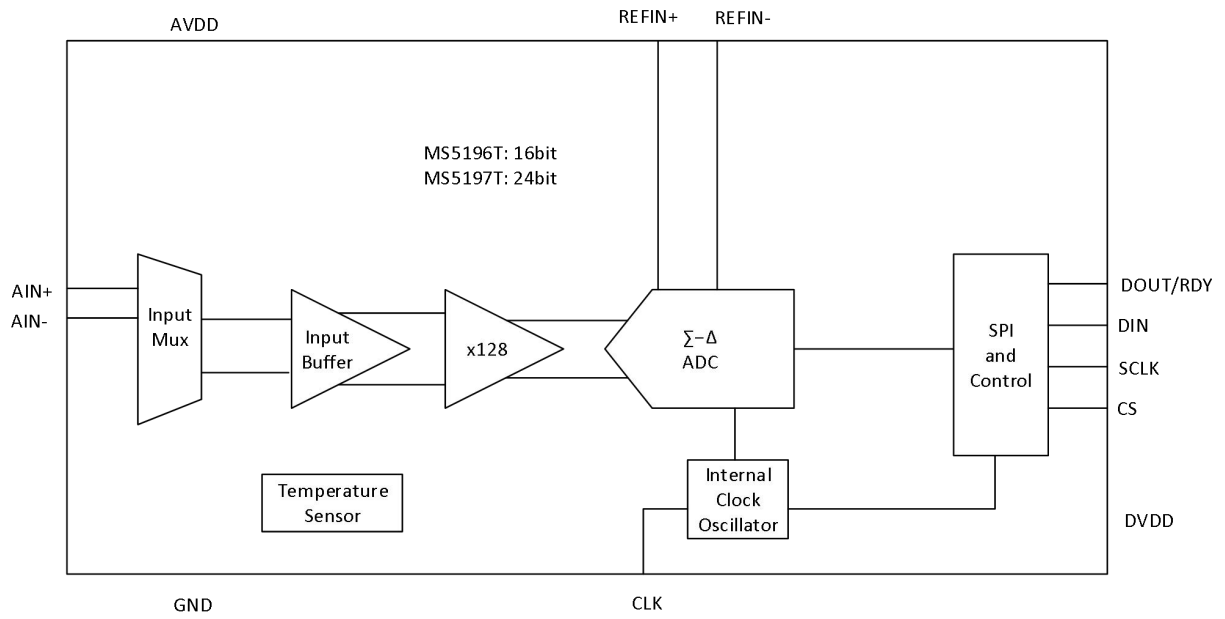 AVDD
REFIN+
REFIN-
MS5196T: 16bit
MS5197T: 24bit
AIN+
AIN-
Input
Mux
Input
Buffer
x128
∑−Δ
ADC
SPI
and
Control
DOUT/RDY
DIN
SCLK
CS
Temperature
Sensor
Internal
Clock
Oscillator
DVDD
GND
CLK